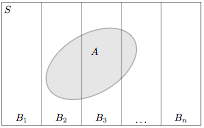 S
A
B₁ B₂ B₃ ... Bₙ